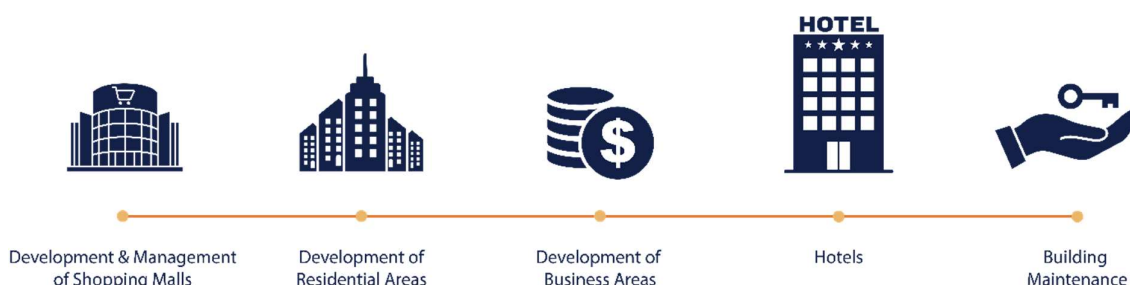 HOTEL
$
Development & Management
of Shopping Malls
Development of
Residential Areas
Development of
Business Areas
Hotels
Building
Maintenance